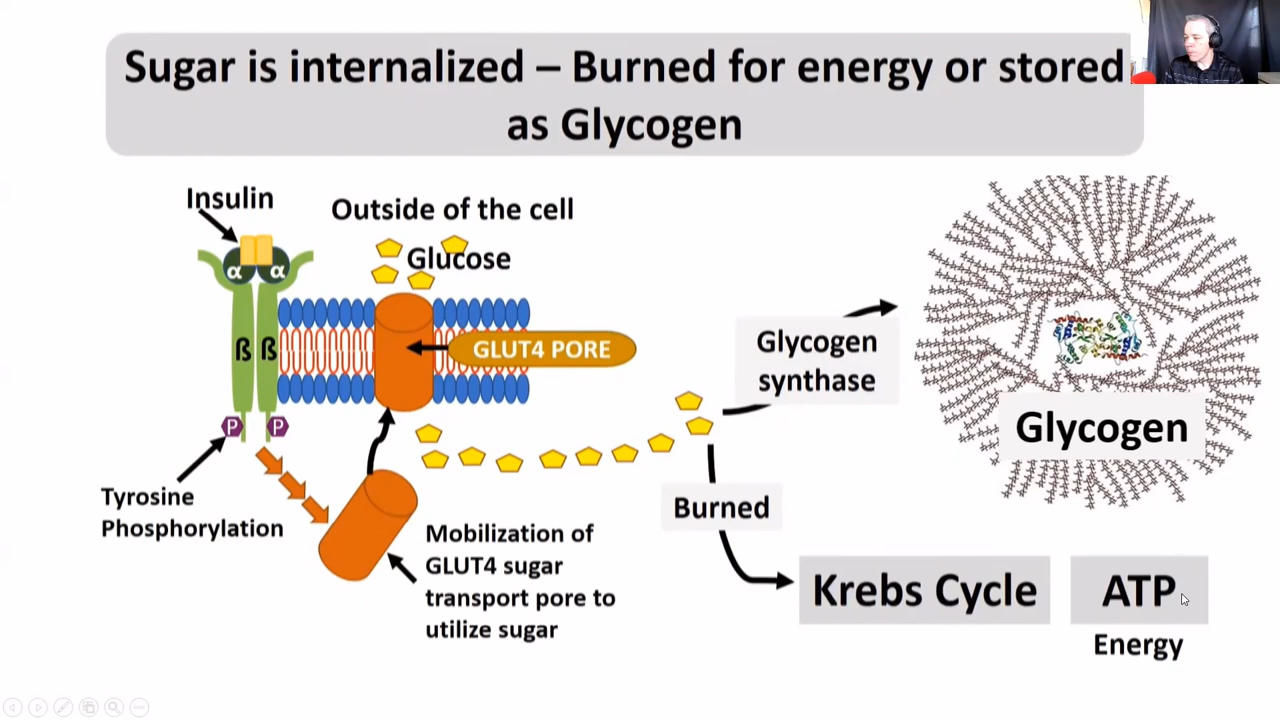 Sugar is internalized – Burned for energy or stored
as Glycogen
Insulin
Outside of the cell
Glucose
α α
ß ß
GLUT4 PORE
P P
Tyrosine
Phosphorylation
Mobilization of
GLUT4 sugar
transport pore to
utilize sugar
Glycogen
synthase
Glycogen
Burned
Krebs Cycle
ATP
Energy